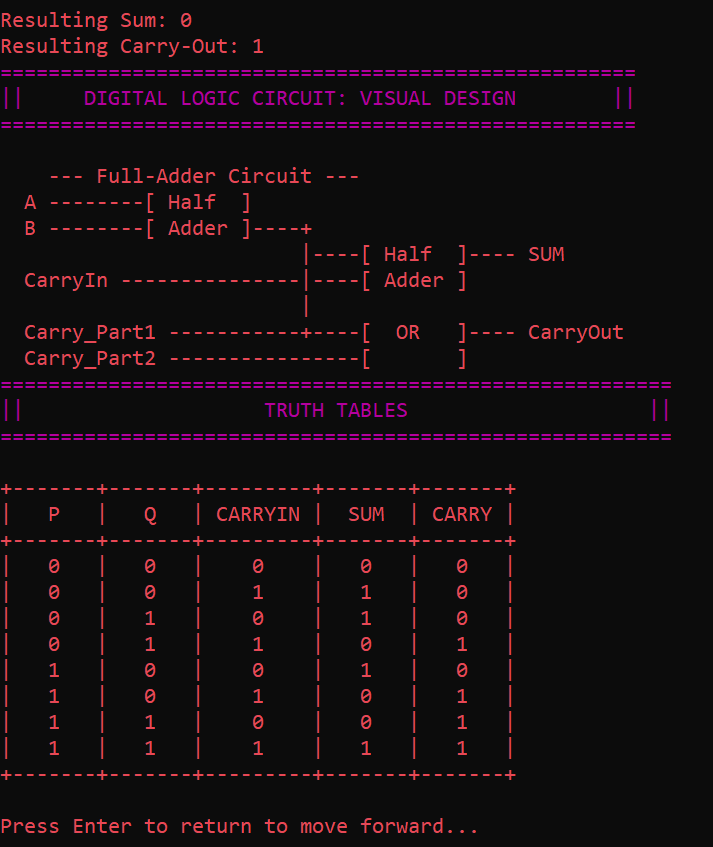 Resulting Sum: 0
Resulting Carry-Out: 1
=====================================================
||     DIGITAL LOGIC CIRCUIT: VISUAL DESIGN        ||
=====================================================
    --- Full-Adder Circuit ---
  A --------[ Half  ]
  B --------[ Adder ]----+
                         |----[ Half  ]---- SUM
  CarryIn ---------------|----[ Adder ]
                         |
  Carry_Part1 -----------+----[  OR   ]---- CarryOut
  Carry_Part2 ----------------[       ]
========================================================
||                    TRUTH TABLES                    ||
========================================================
+-------+-------+---------+-------+-------+
|   P   |   Q   | CARRYIN |  SUM  | CARRY |
+-------+-------+---------+-------+-------+
|   0   |   0   |    0    |   0   |   0   |
|   0   |   0   |    1    |   1   |   0   |
|   0   |   1   |    0    |   1   |   0   |
|   0   |   1   |    1    |   0   |   1   |
|   1   |   0   |    0    |   1   |   0   |
|   1   |   0   |    1    |   0   |   1   |
|   1   |   1   |    0    |   0   |   1   |
|   1   |   1   |    1    |   1   |   1   |
+-------+-------+---------+-------+-------+
Press Enter to return to move forward...